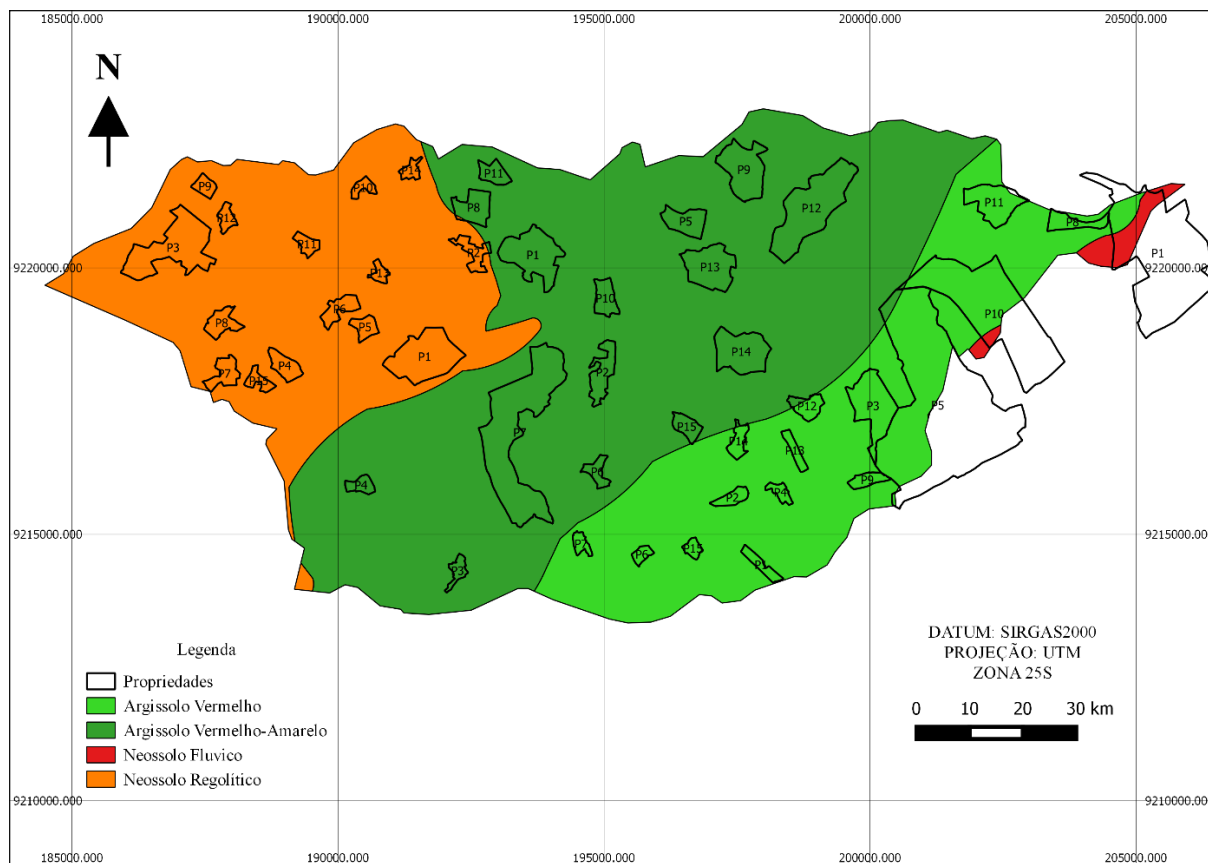 185000.000 190000.000 195000.000 200000.000 205000.000
N
P14
P9
P10
P11
P9
P12
P8
P12
P11
P3
P11
P5
P8
P2
P1
P1
9220000.000
9220000.000
P13
P13
P10
P6
P10
P8
P5
P14
P1
P7
P4
P15
P2
P12
P3
P5
P7
P15
P14
P13
P6
P4
P9
P2
P4
9215000.000
9215000.000
P7
P6
P15
P3
P1
Legenda
Propriedades
Argissolo Vermelho
Argissolo Vermelho-Amarelo
Neossolo Fluvico
Neossolo Regolítico
DATUM: SIRGAS2000
PROJEÇÃO: UTM
ZONA 25S
0 10 20 30 km
9210000.000
9210000.000
185000.000 190000.000 195000.000 200000.000 205000.000